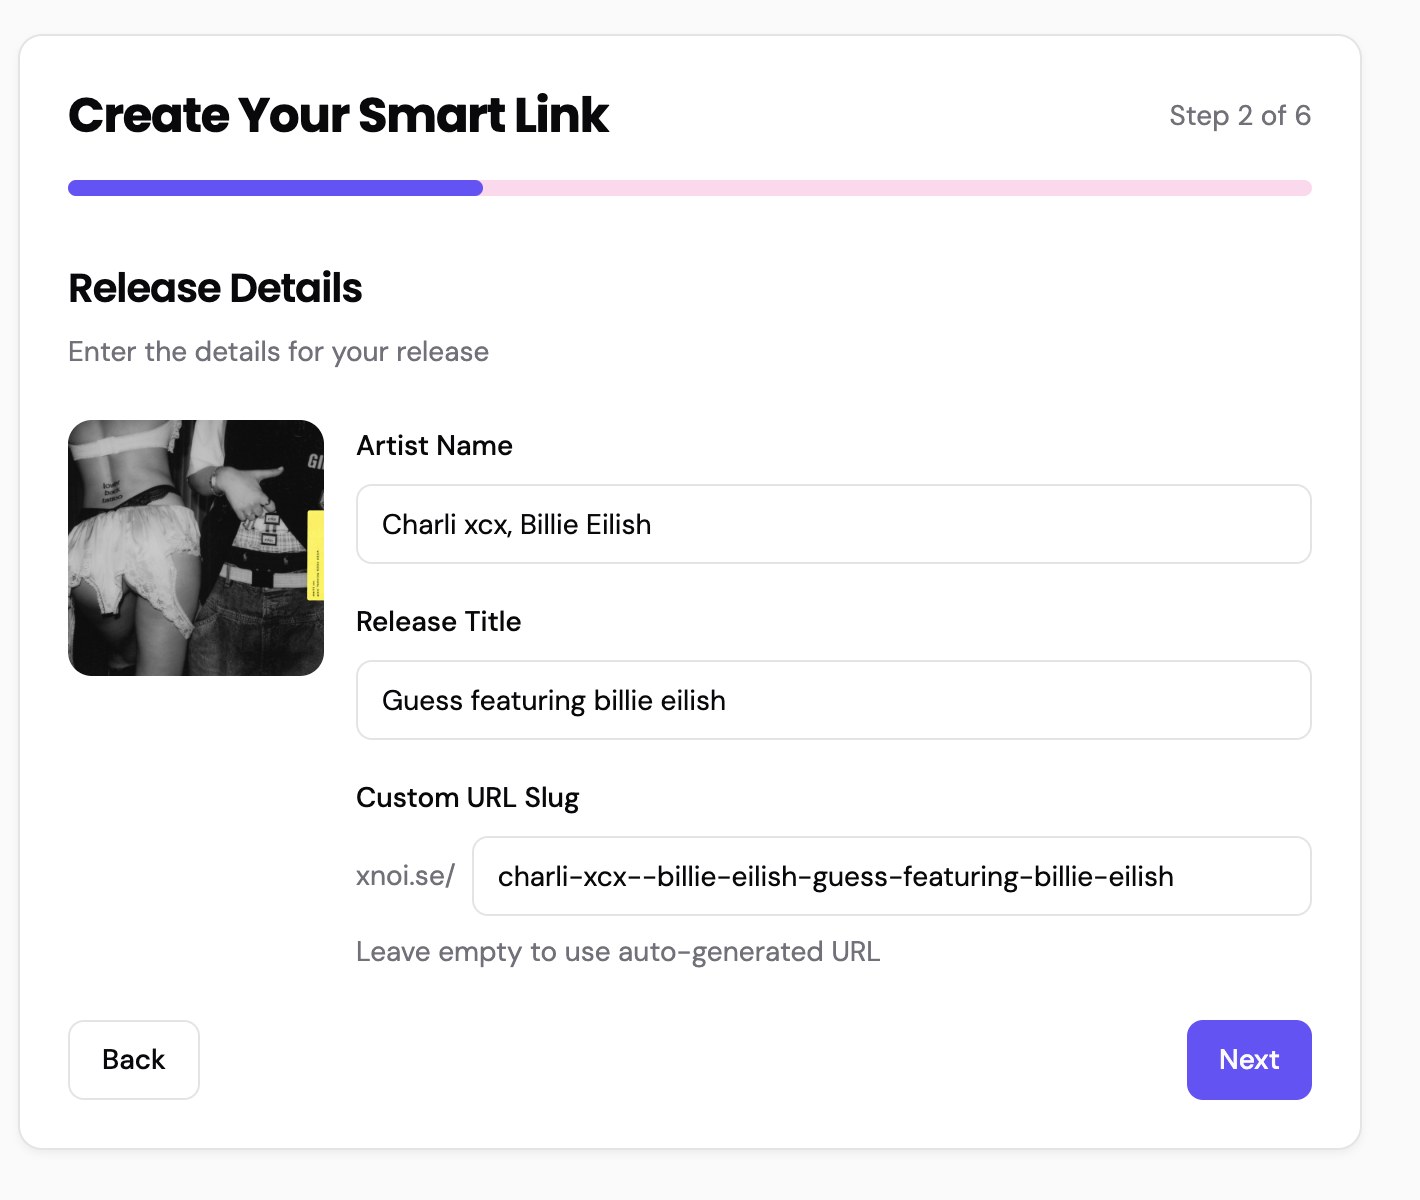 Create Your Smart Link
Step 2 of 6
Release Details
Enter the details for your release
lover
GI
Artist Name
Charli xcx, Billie Eilish
Release Title
Guess featuring billie eilish
Custom URL Slug
xnoi.se/
charli-xcx--billie-eilish-guess-featuring-billie-eilish
Leave empty to use auto-generated URL
Back
Next